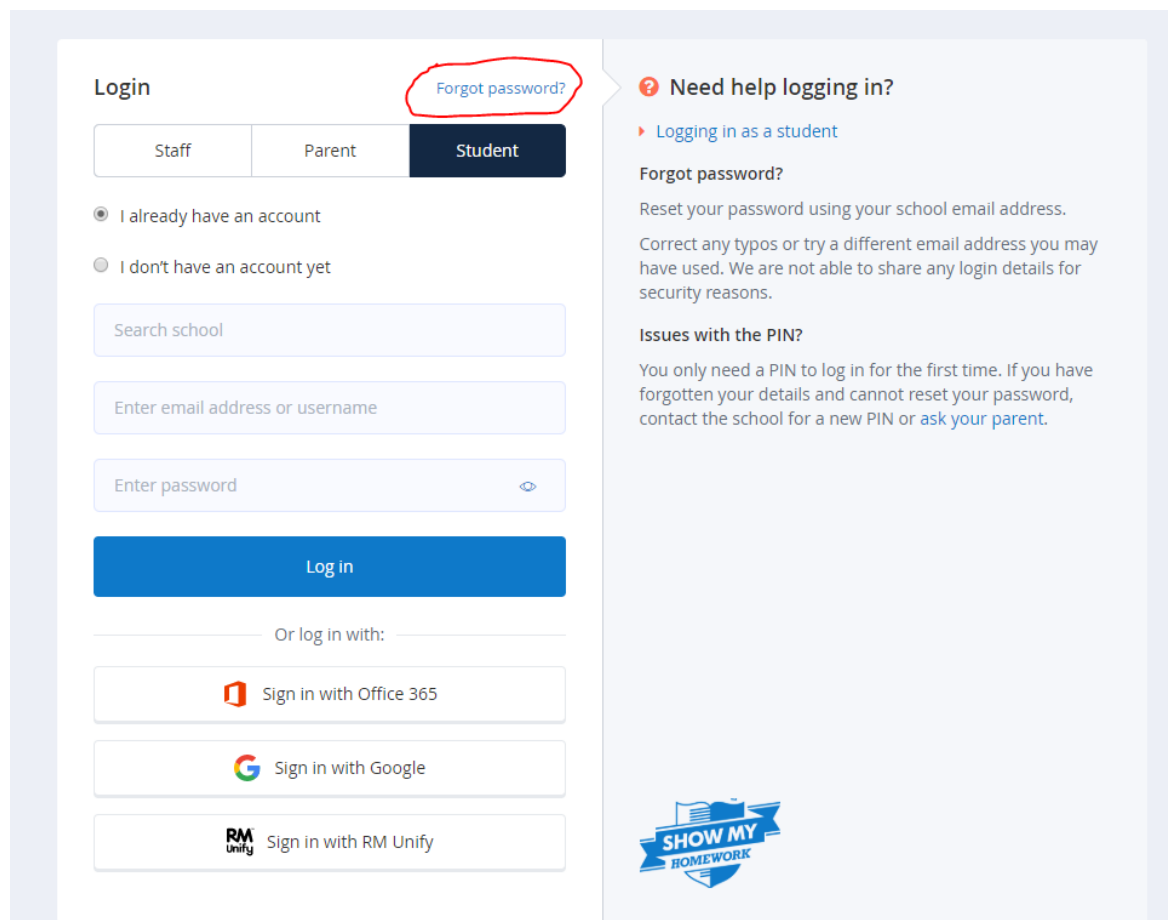 Login
Forgot password?
Staff
Parent
Student
I already have an account
I don't have an account yet
Search school
Enter email address or username
Enter password
Log in
Or log in with:
Sign in with Office 365
Sign in with Google
RM
Unify
Sign in with RM Unify
Need help logging in?
Logging in as a student
Forgot password?
Reset your password using your school email address.
Correct any typos or try a different email address you may
have used. We are not able to share any login details for
security reasons.
Issues with the PIN?
You only need a PIN to log in for the first time. If you have
forgotten your details and cannot reset your password,
contact the school for a new PIN or ask your parent.
SHOW MY
HOMEWORK